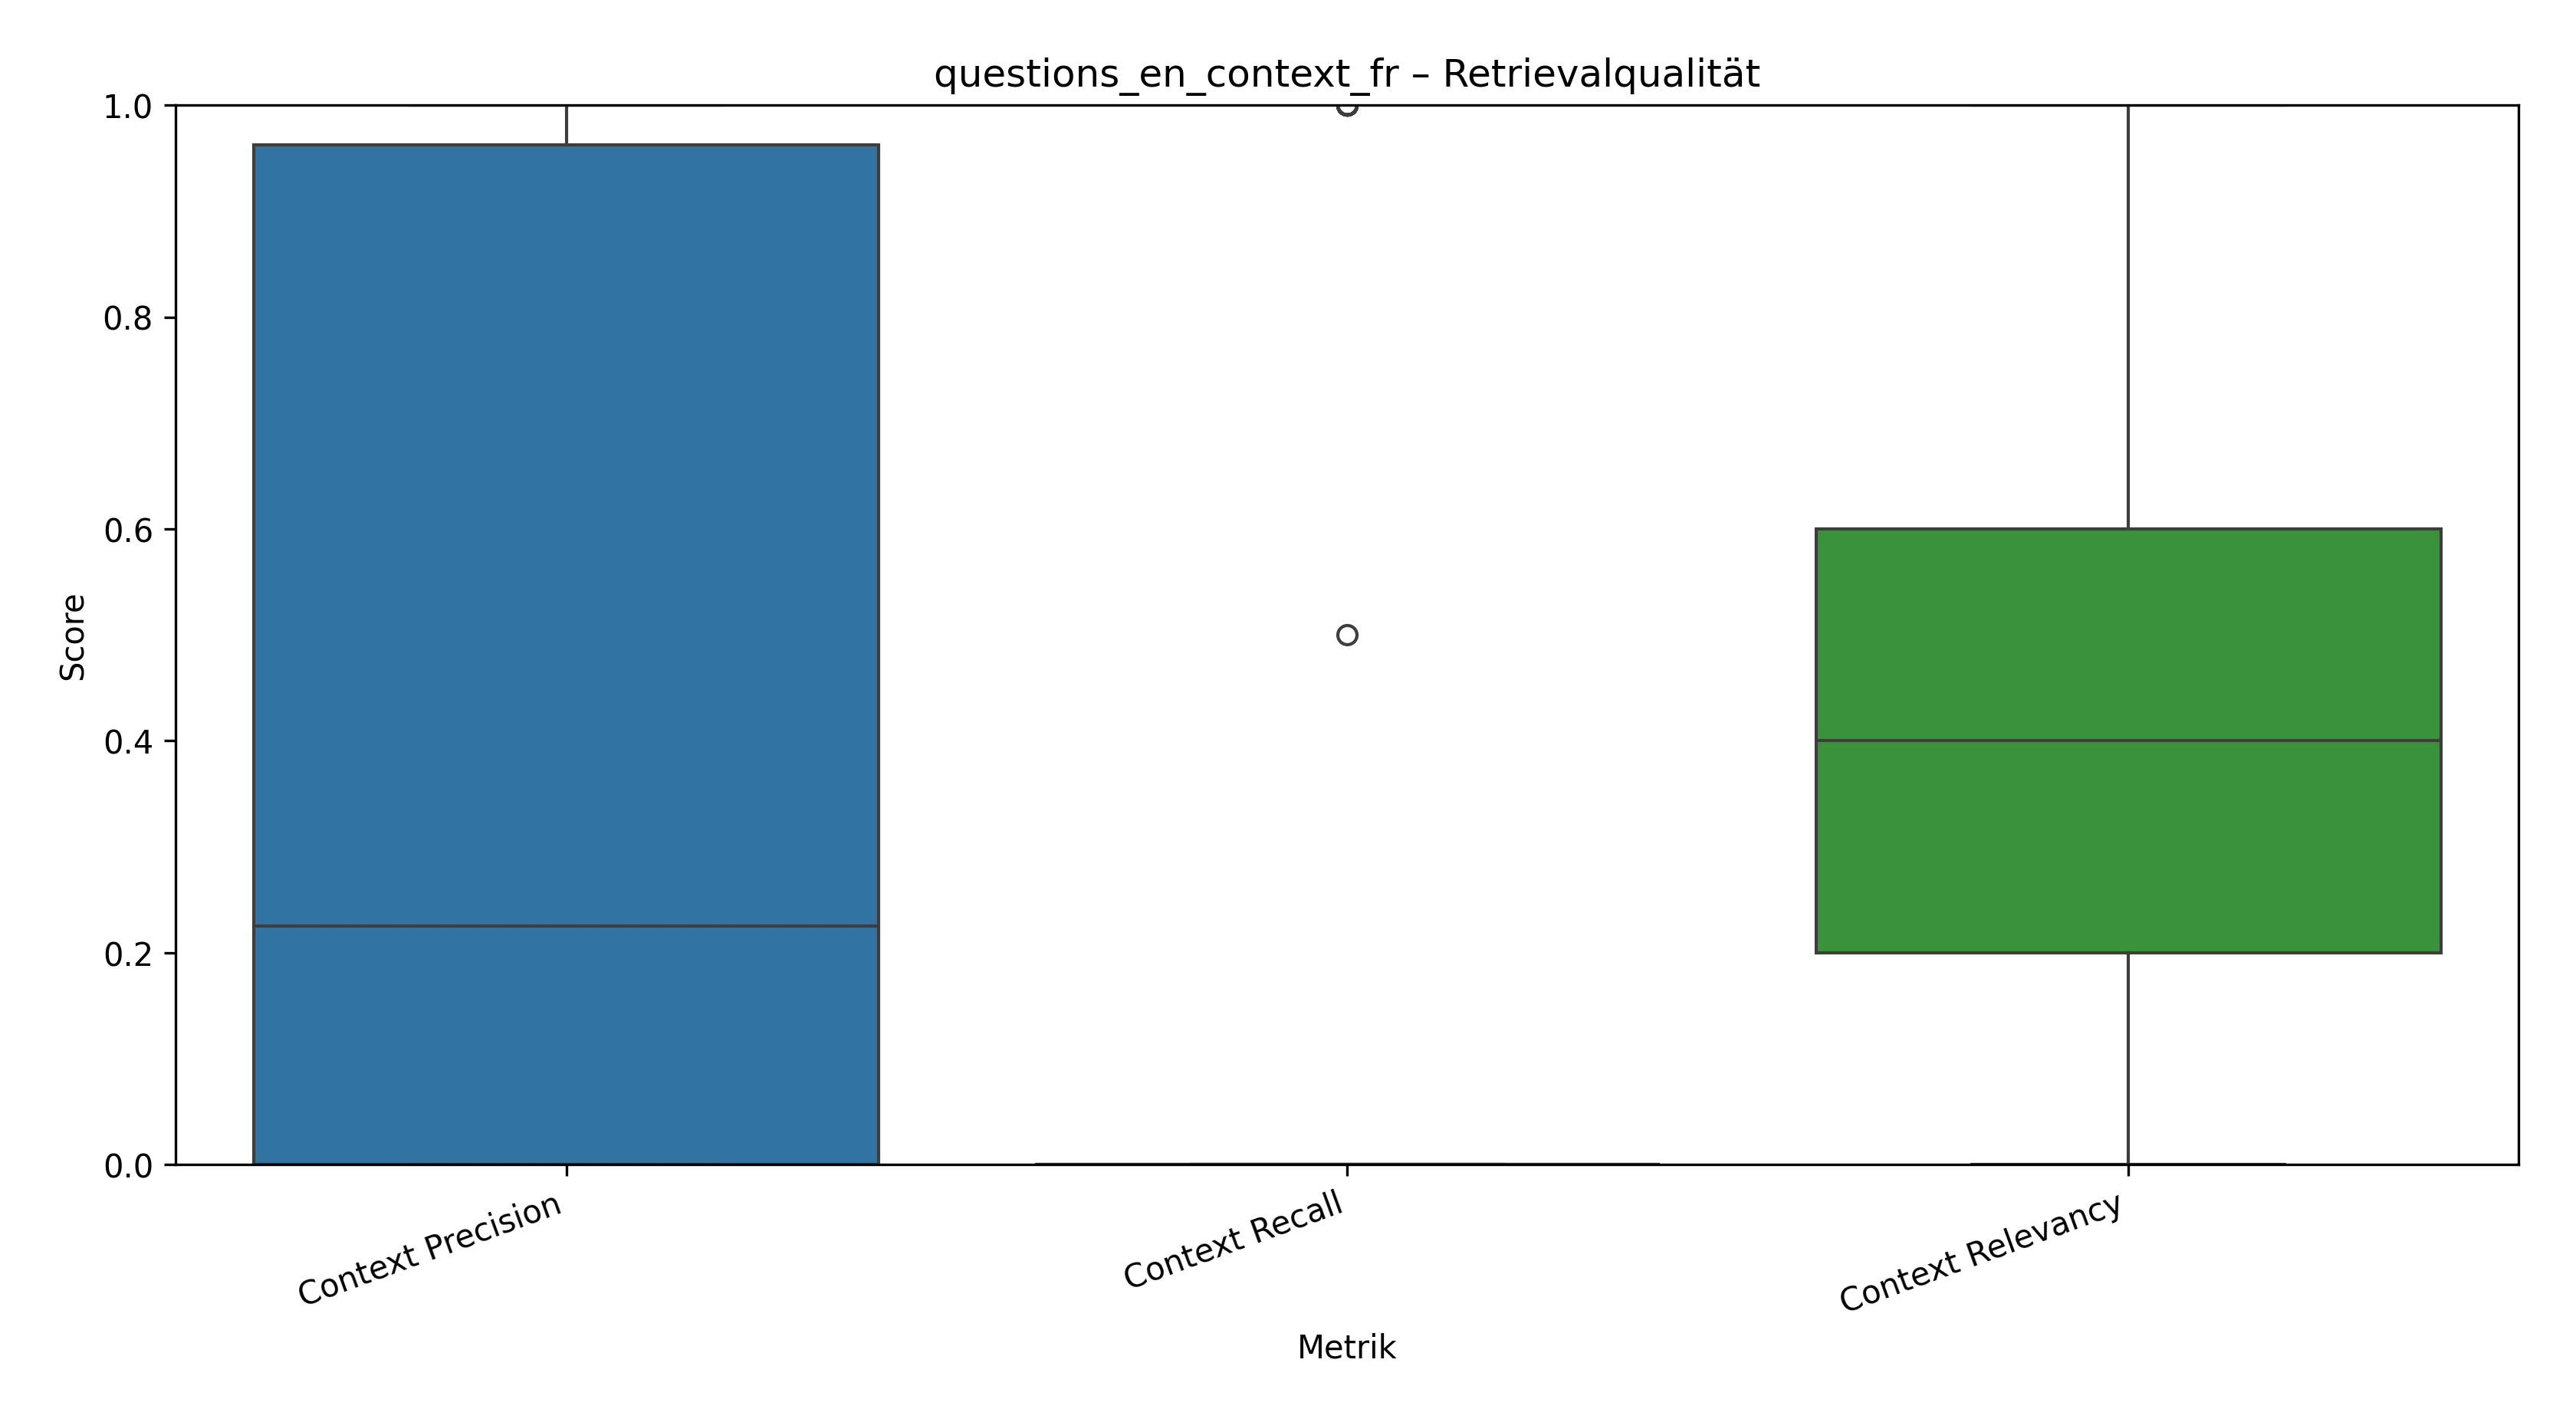 questions_en_context_fr – Retrievalqualität
1.0
0.8
0.6
0.4
0.2
0.0
Score
Context Precision
Context Recall
Context Relevancy
Metrik